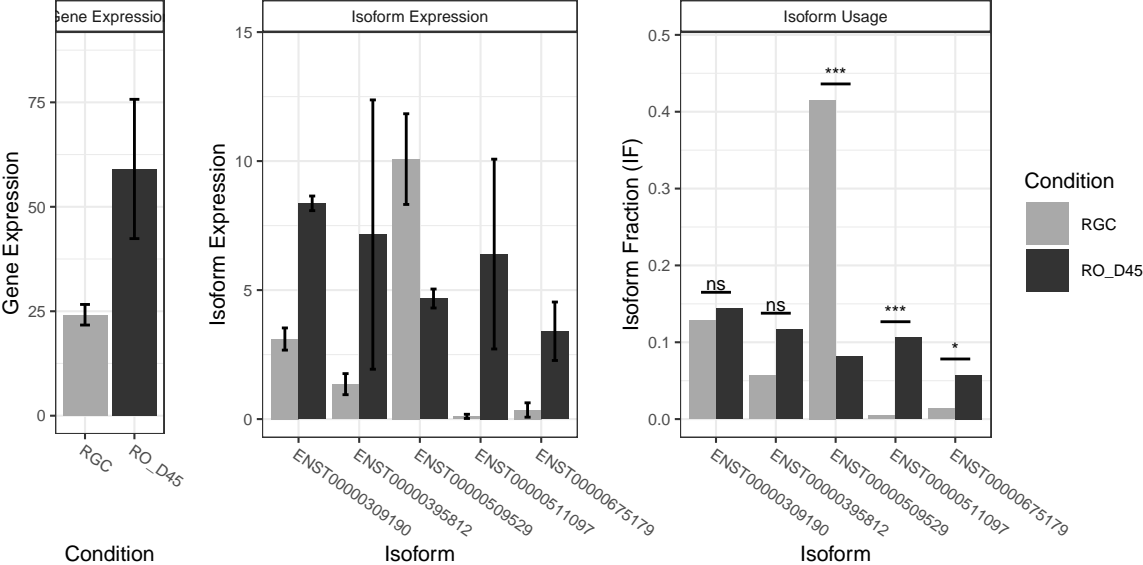 Gene Expression
Isoform Expression
Isoform Usage
Gene Expression
75
50
25
0
RGC
RO_D45
Condition
Isoform Expression
15
10
5
0
ENST00000309190
ENST00000395812
ENST00000509529
ENST00000511097
ENST00000675179
Isoform
Isoform Fraction (IF)
0.5
0.4
0.3
0.2
0.1
0.0
ns
ns
***
***
*
ENST00000309190
ENST00000395812
ENST00000509529
ENST00000511097
ENST00000675179
Isoform
Condition
RGC
RO_D45